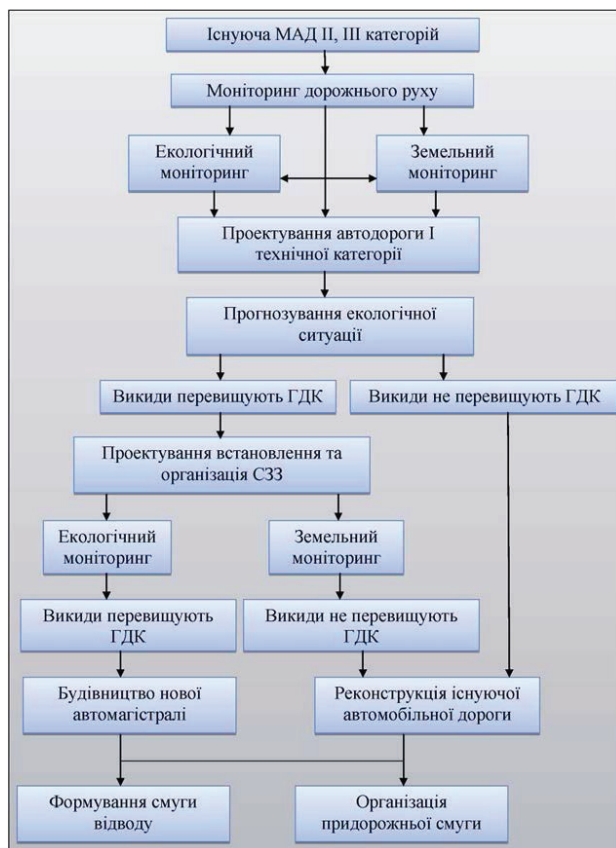 Існуюча МАД ІІ, ІІІ категорій
Моніторинг дорожнього руху
Екологічний
моніторинг
Земельний
моніторинг
Проектування автодороги І
технічної категорії
Прогнозування екологічної
ситуації
Викиди перевищують ГДК
Викиди не перевищують ГДК
Проектування встановлення та
організація СЗЗ
Екологічний
моніторинг
Земельний
моніторинг
Викиди перевищують
ГДК
Викиди не перевищують
ГДК
Будівництво нової
автомагістралі
Реконструкція існуючої
автомобільної дороги
Формування смуги
відводу
Організація
придорожньої смуги